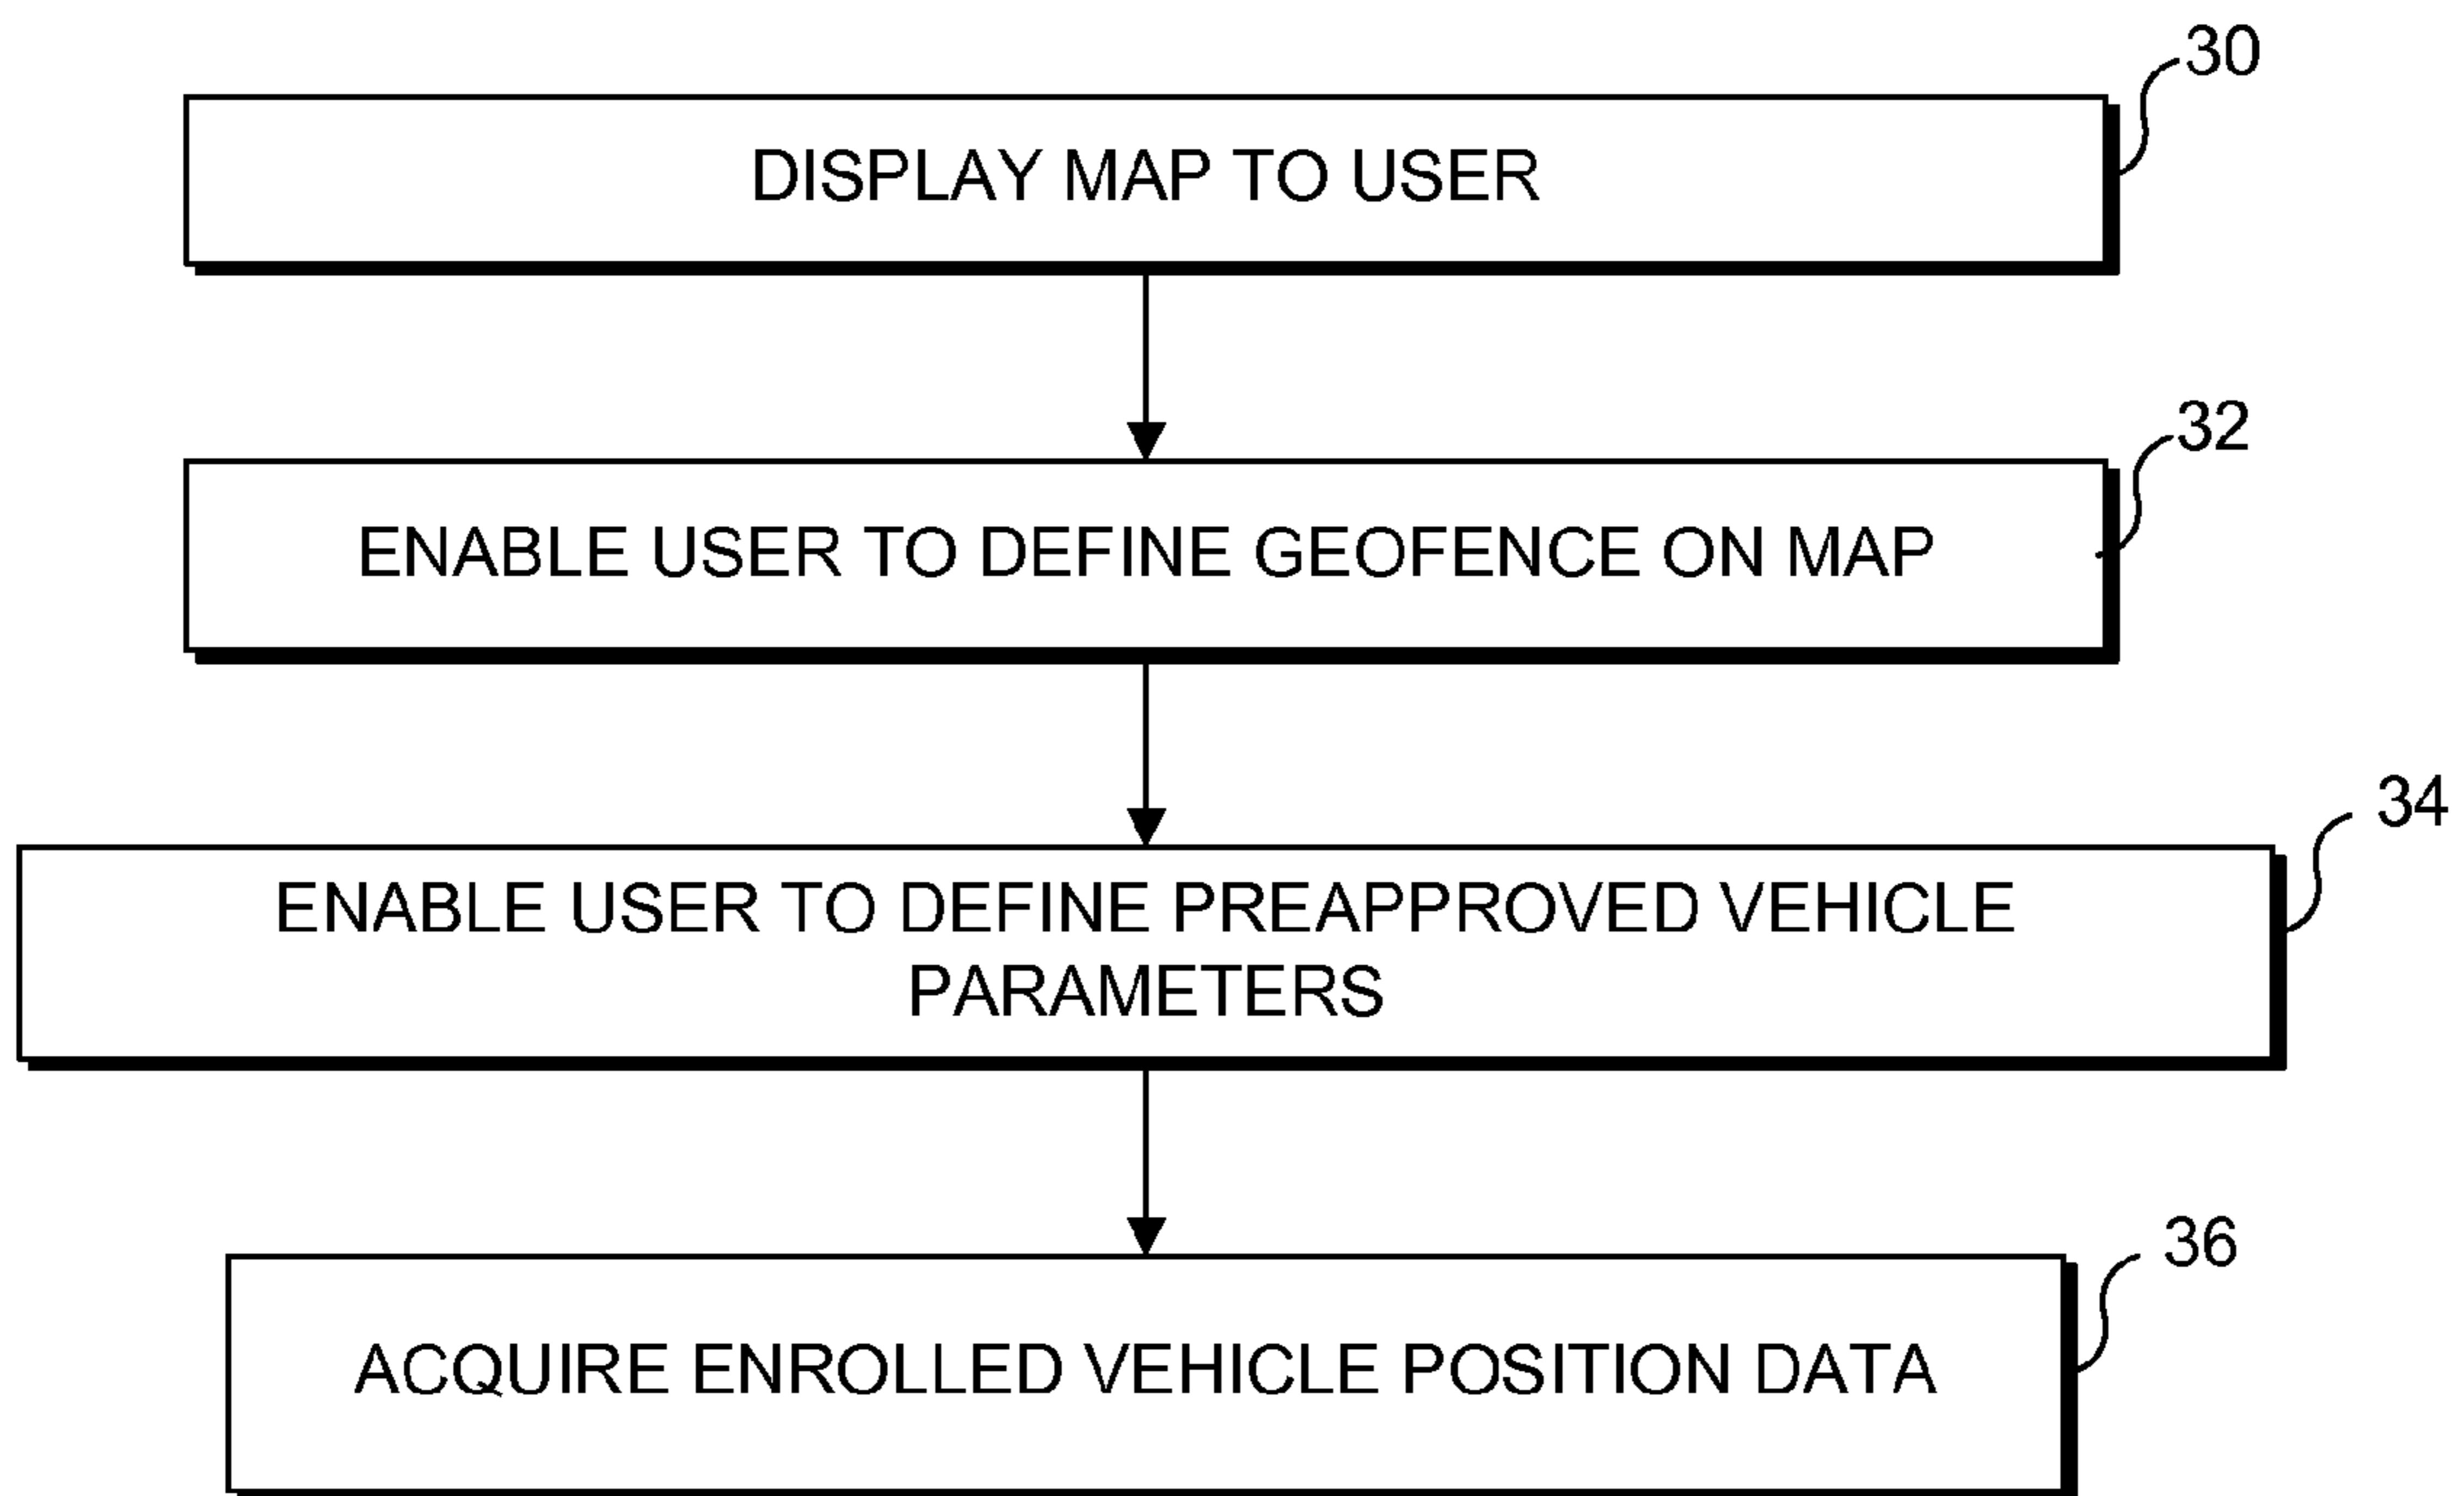 30
DISPLAY MAP TO USER
32
ENABLE USER TO DEFINE GEOFENCE ON MAP
34
ENABLE USER TO DEFINE PREAPPROVED VEHICLE
PARAMETERS
36
ACQUIRE ENROLLED VEHICLE POSITION DATA